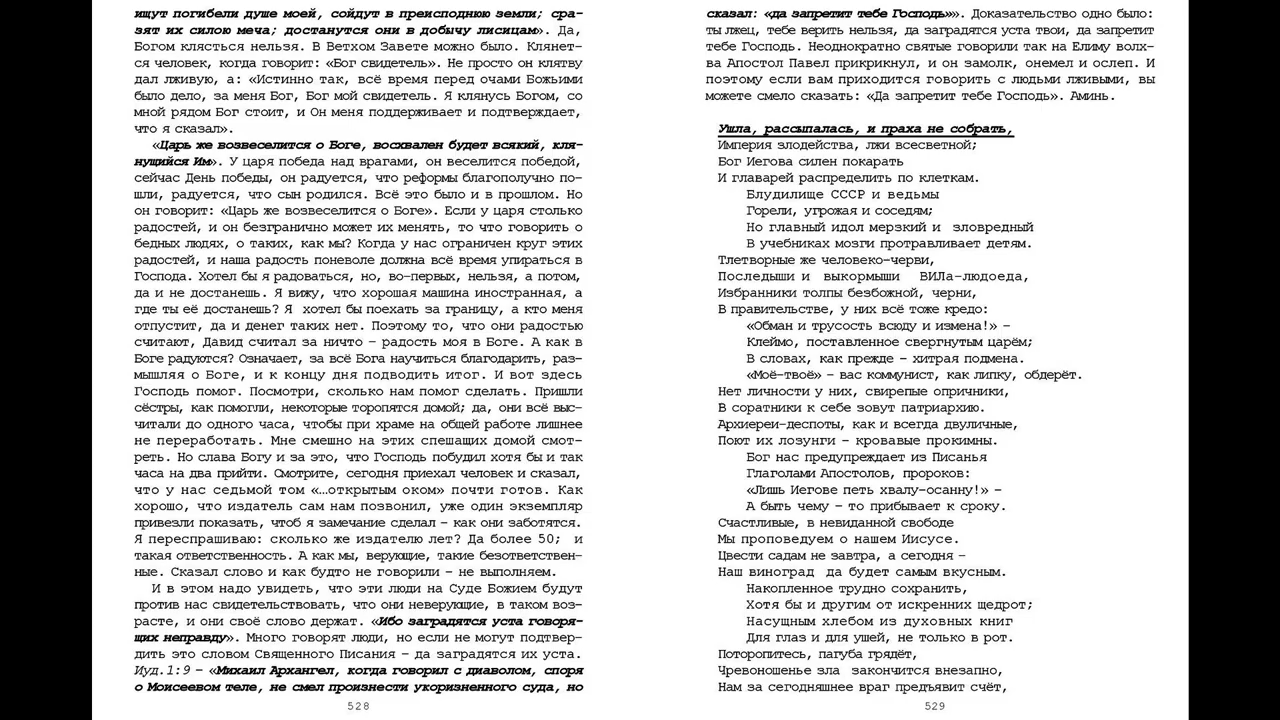 ищут погибели душе моей, сойдут в преисподнюю земли; сра-
зят их силою меча; достанутся они в добычу лисицам». Да,
Богом клясться нельзя. В Ветхом Завете можно было. Клянет-
ся человек, когда говорит: «Бог свидетель». Не просто он клятву
дал лживую, а: «Истинно так, всё время перед очами Божьими
было дело, за меня Бог, Бог мой свидетель. Я клянусь Богом, со
мной рядом Бог стоит, и Он меня поддерживает и подтверждает,
что я сказал».
«Царь же возвеселится о Боге, восхвален будет всякий, кля-
нущийся Им». У царя победа над врагами, он веселится победой,
сейчас День победы, он радуется, что реформы благополучно по-
шли, радуется, что сын родился. Всё это было и в прошлом. Но
он говорит: «Царь же возвеселится о Боге». Если у царя столько
радостей, и он безгранично может их менять, то что говорить о
бедных людях, о таких, как мы? Когда у нас ограничен круг этих
радостей, и наша радость поневоле должна всё время упираться в
Господа. Хотел бы я радоваться, но, во-первых, нельзя, а потом,
да и не достанешь. Я вижу, что хорошая машина иностранная, а
где ты её достанешь? Я хотел бы поехать за границу, а кто меня
отпустит, да и денег таких нет. Поэтому то, что они радостью
считают, Давид считал за ничто – радость моя в Боге. А как в
Боге радуются? Означает, за всё Бога научиться благодарить, раз-
мышляя о Боге, и к концу дня подводить итог. И вот здесь
Господь помог. Посмотри, сколько нам помог сделать. Пришли
сёстры, как помогли, некоторые торопятся домой; да, они всё выс-
читали до одного часа, чтобы при храме на общей работе лишнее
не переработать. Мне смешно на этих спешащих домой смот-
реть. Но слава Богу и за это, что Господь побудил хотя бы и так
часа на два прийти. Смотрите, сегодня приехал человек и сказал,
что у нас седьмой том «…открытым оком» почти готов. Как
хорошо, что издатель сам нам позвонил, уже один экземпляр
привезли показать, чтоб я замечание сделал – как они заботятся.
Я переспрашиваю: сколько же издателю лет? Да более 50; и
такая ответственность. А как мы, верующие, такие безответствен-
ные. Сказал слово и как будто не говорили – не выполняем.
И в этом надо увидеть, что эти люди на Суде Божием будут
против нас свидетельствовать, что они неверующие, в таком воз-
расте, и они своё слово держат. «Ибо заградятся уста говоря-
щих неправду». Много говорят люди, но если не могут подтвер-
дить это словом Священного Писания – да заградятся их уста.
Иуд.1:9 – «Михаил Архангел, когда говорил с диаволом, споря
о Моисеевом теле, не смел произнести укоризненного суда, но
528
сказал: «да запретит тебе Господь»». Доказательство одно было:
ты лжец, тебе верить нельзя, да заградятся уста твои, да запретит
тебе Господь. Неоднократно святые говорили так на Елиму волх-
ва Апостол Павел прикрикнул, и он замолк, онемел и ослеп. И
поэтому если вам приходится говорить с людьми лживыми, вы
можете смело сказать: «Да запретит тебе Господь». Аминь.
Ушла, рассыпалась, и праха не собрать,
Империя злодейства, лжи всесветной;
Бог Иегова силен покарать
И главарей распределить по клеткам.
Блудилище СССР и ведьмы
Горели, угрожая и соседям;
Но главный идол мерзкий и зловредный
В учебниках мозги протравливает детям.
Тлетворные же человеко-черви,
Последыши и выкормыши ВИЛа-людоеда,
Избранники толпы безбожной, черни,
В правительстве, у них всё тоже кредо:
«Обман и трусость всюду и измена!» –
Клеймо, поставленное свергнутым царём;
В словах, как прежде – хитрая подмена.
«Моё-твоё» – вас коммунист, как липку, обдерёт.
Нет личности у них, свирепые опричники,
В соратники к себе зовут патриархию.
Архиереи-деспоты, как и всегда двуличные,
Поют их лозунги – кровавые прокимны.
Бог нас предупреждает из Писанья
Глаголами Апостолов, пророков:
«Лишь Иегове петь хвалу-осанну!» –
А быть чему – то прибывает к сроку.
Счастливые, в невиданной свободе
Мы проповедуем о нашем Иисусе.
Цвести садам не завтра, а сегодня –
Наш виноград да будет самым вкусным.
Накопленное трудно сохранить,
Хотя бы и другим от искренних щедрот;
Насущным хлебом из духовных книг
Для глаз и для ушей, не только в рот.
Поторопитесь, пагуба грядёт,
Чревоношенье зла закончится внезапно,
Нам за сегодняшнее враг предъявит счёт,
529